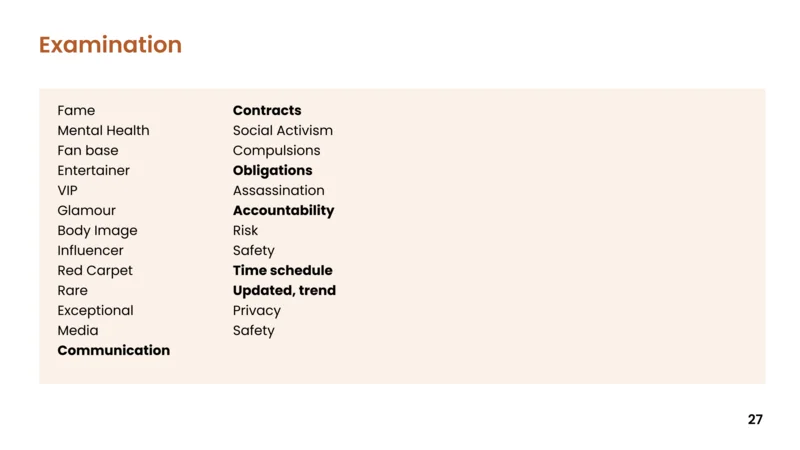 Examination
Fame
Mental Health
Fan base
Entertainer
VIP
Glamour
Body Image
Influencer
Red Carpet
Rare
Exceptional
Media
Communication
Contracts
Social Activism
Compulsions
Obligations
Assassination
Accountability
Risk
Safety
Time schedule
Updated, trend
Privacy
Safety
27